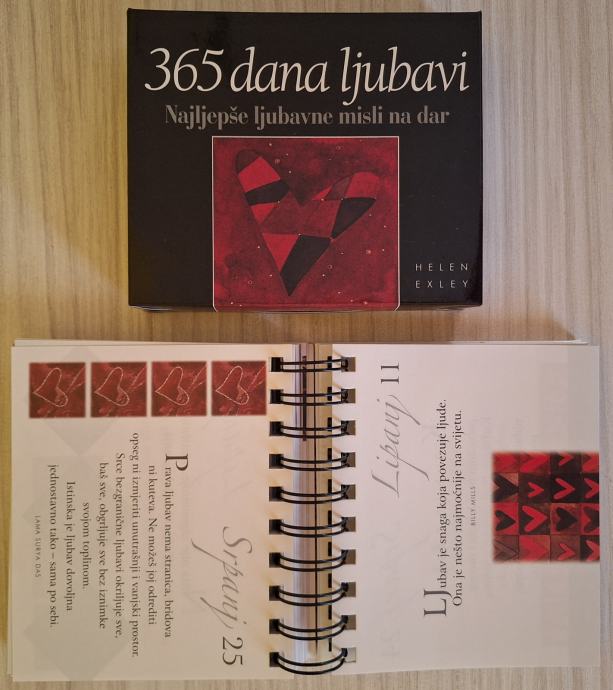 365 dana ljubavi
Najljepše ljubavne misli na dar
HELEN
EXLEY
Srpanj 25
Prava ljubav nema stranica, bridova
ni kuteva. Ne možeš joj odrediti
opseg ni izmjeriti unutrašnji i vanjski prostor.
Srce bezgranične ljubavi okriljuje sve,
baš sve, obgrljuje sve bez iznimke
svojom toplinom.
Istinska je ljubav dovoljna
jednostavno tako – sama po sebi.
LAMA SURYA DAS
Lipanj 11
LJubav je snaga koja povezuje ljude.
Ona je nešto najmoćnije na svijetu.
BILLY MILLS